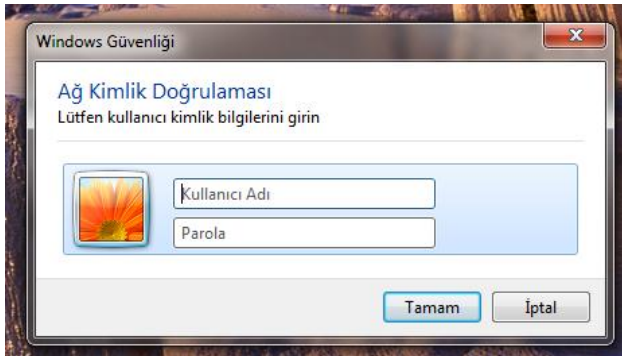 Windows Güvenliği
Ağ Kimlik Doğrulaması
Lütfen kullanıcı kimlik bilgilerini girin
Kullanıcı Adı
Parola
Tamam
İptal